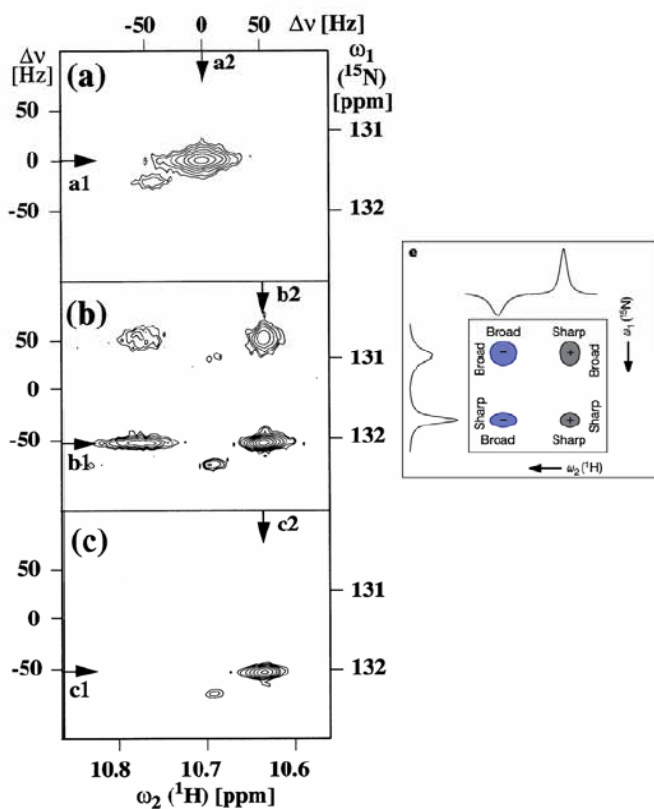 -50 0 50 Δν [Hz]
Δν
[Hz]
(a)
a2
ω1
(15N)
[ppm]
50
0
-50
a1
131
132
(b)
b2
50
0
-50
b1
131
132
(c)
c2
50
0
-50
c1
131
132
10.8 10.7 10.6
ω2 (1H) [ppm]
e
Broad Sharp
Broad − + Broad
Sharp − + Sharp
Broad Sharp
ω1 (15N)
ω2 (1H)